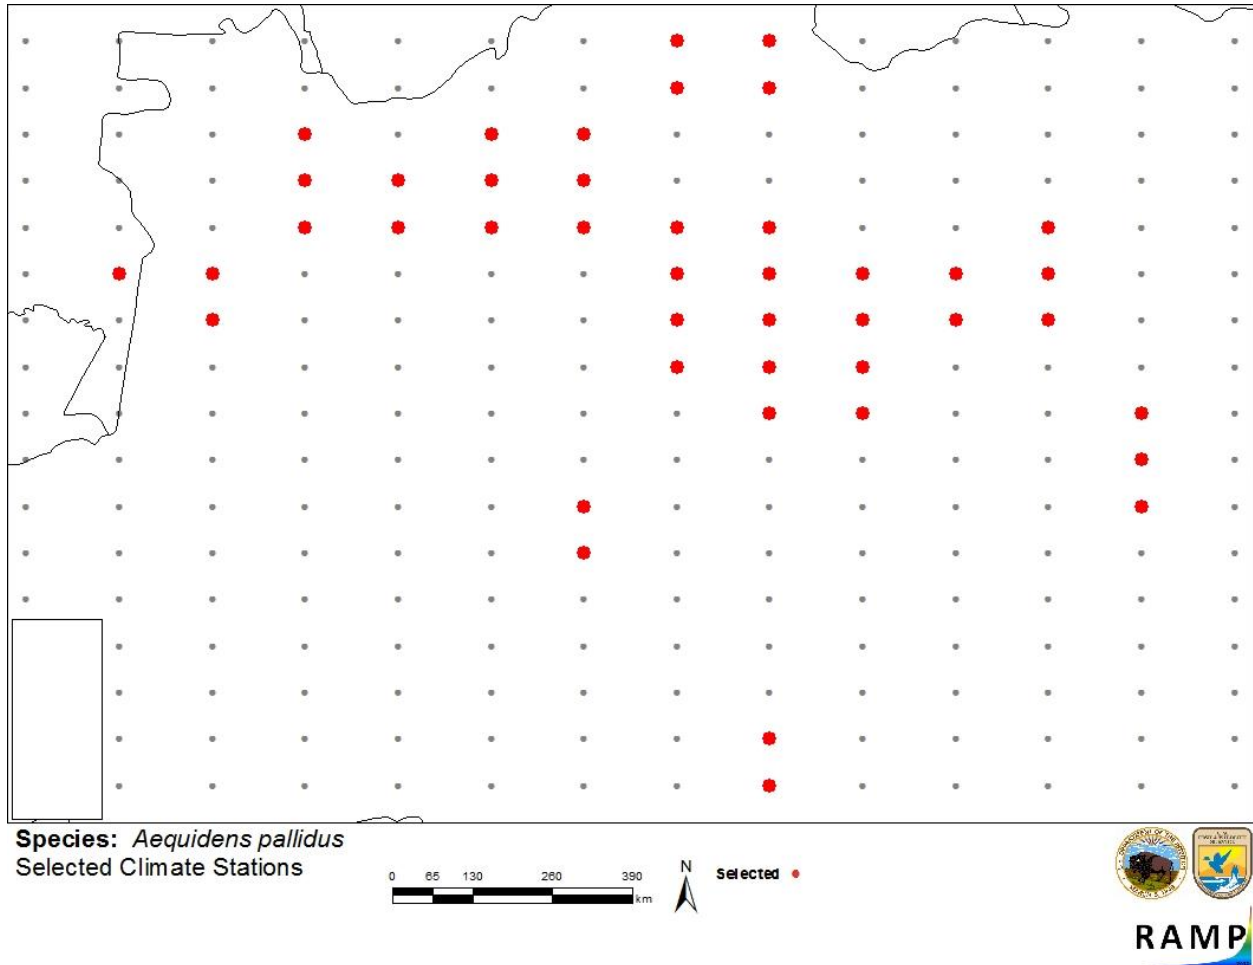 Species: Aequidens pallidus
Selected Climate Stations
0 65 130 260 390
km
N
Selected
RAMP